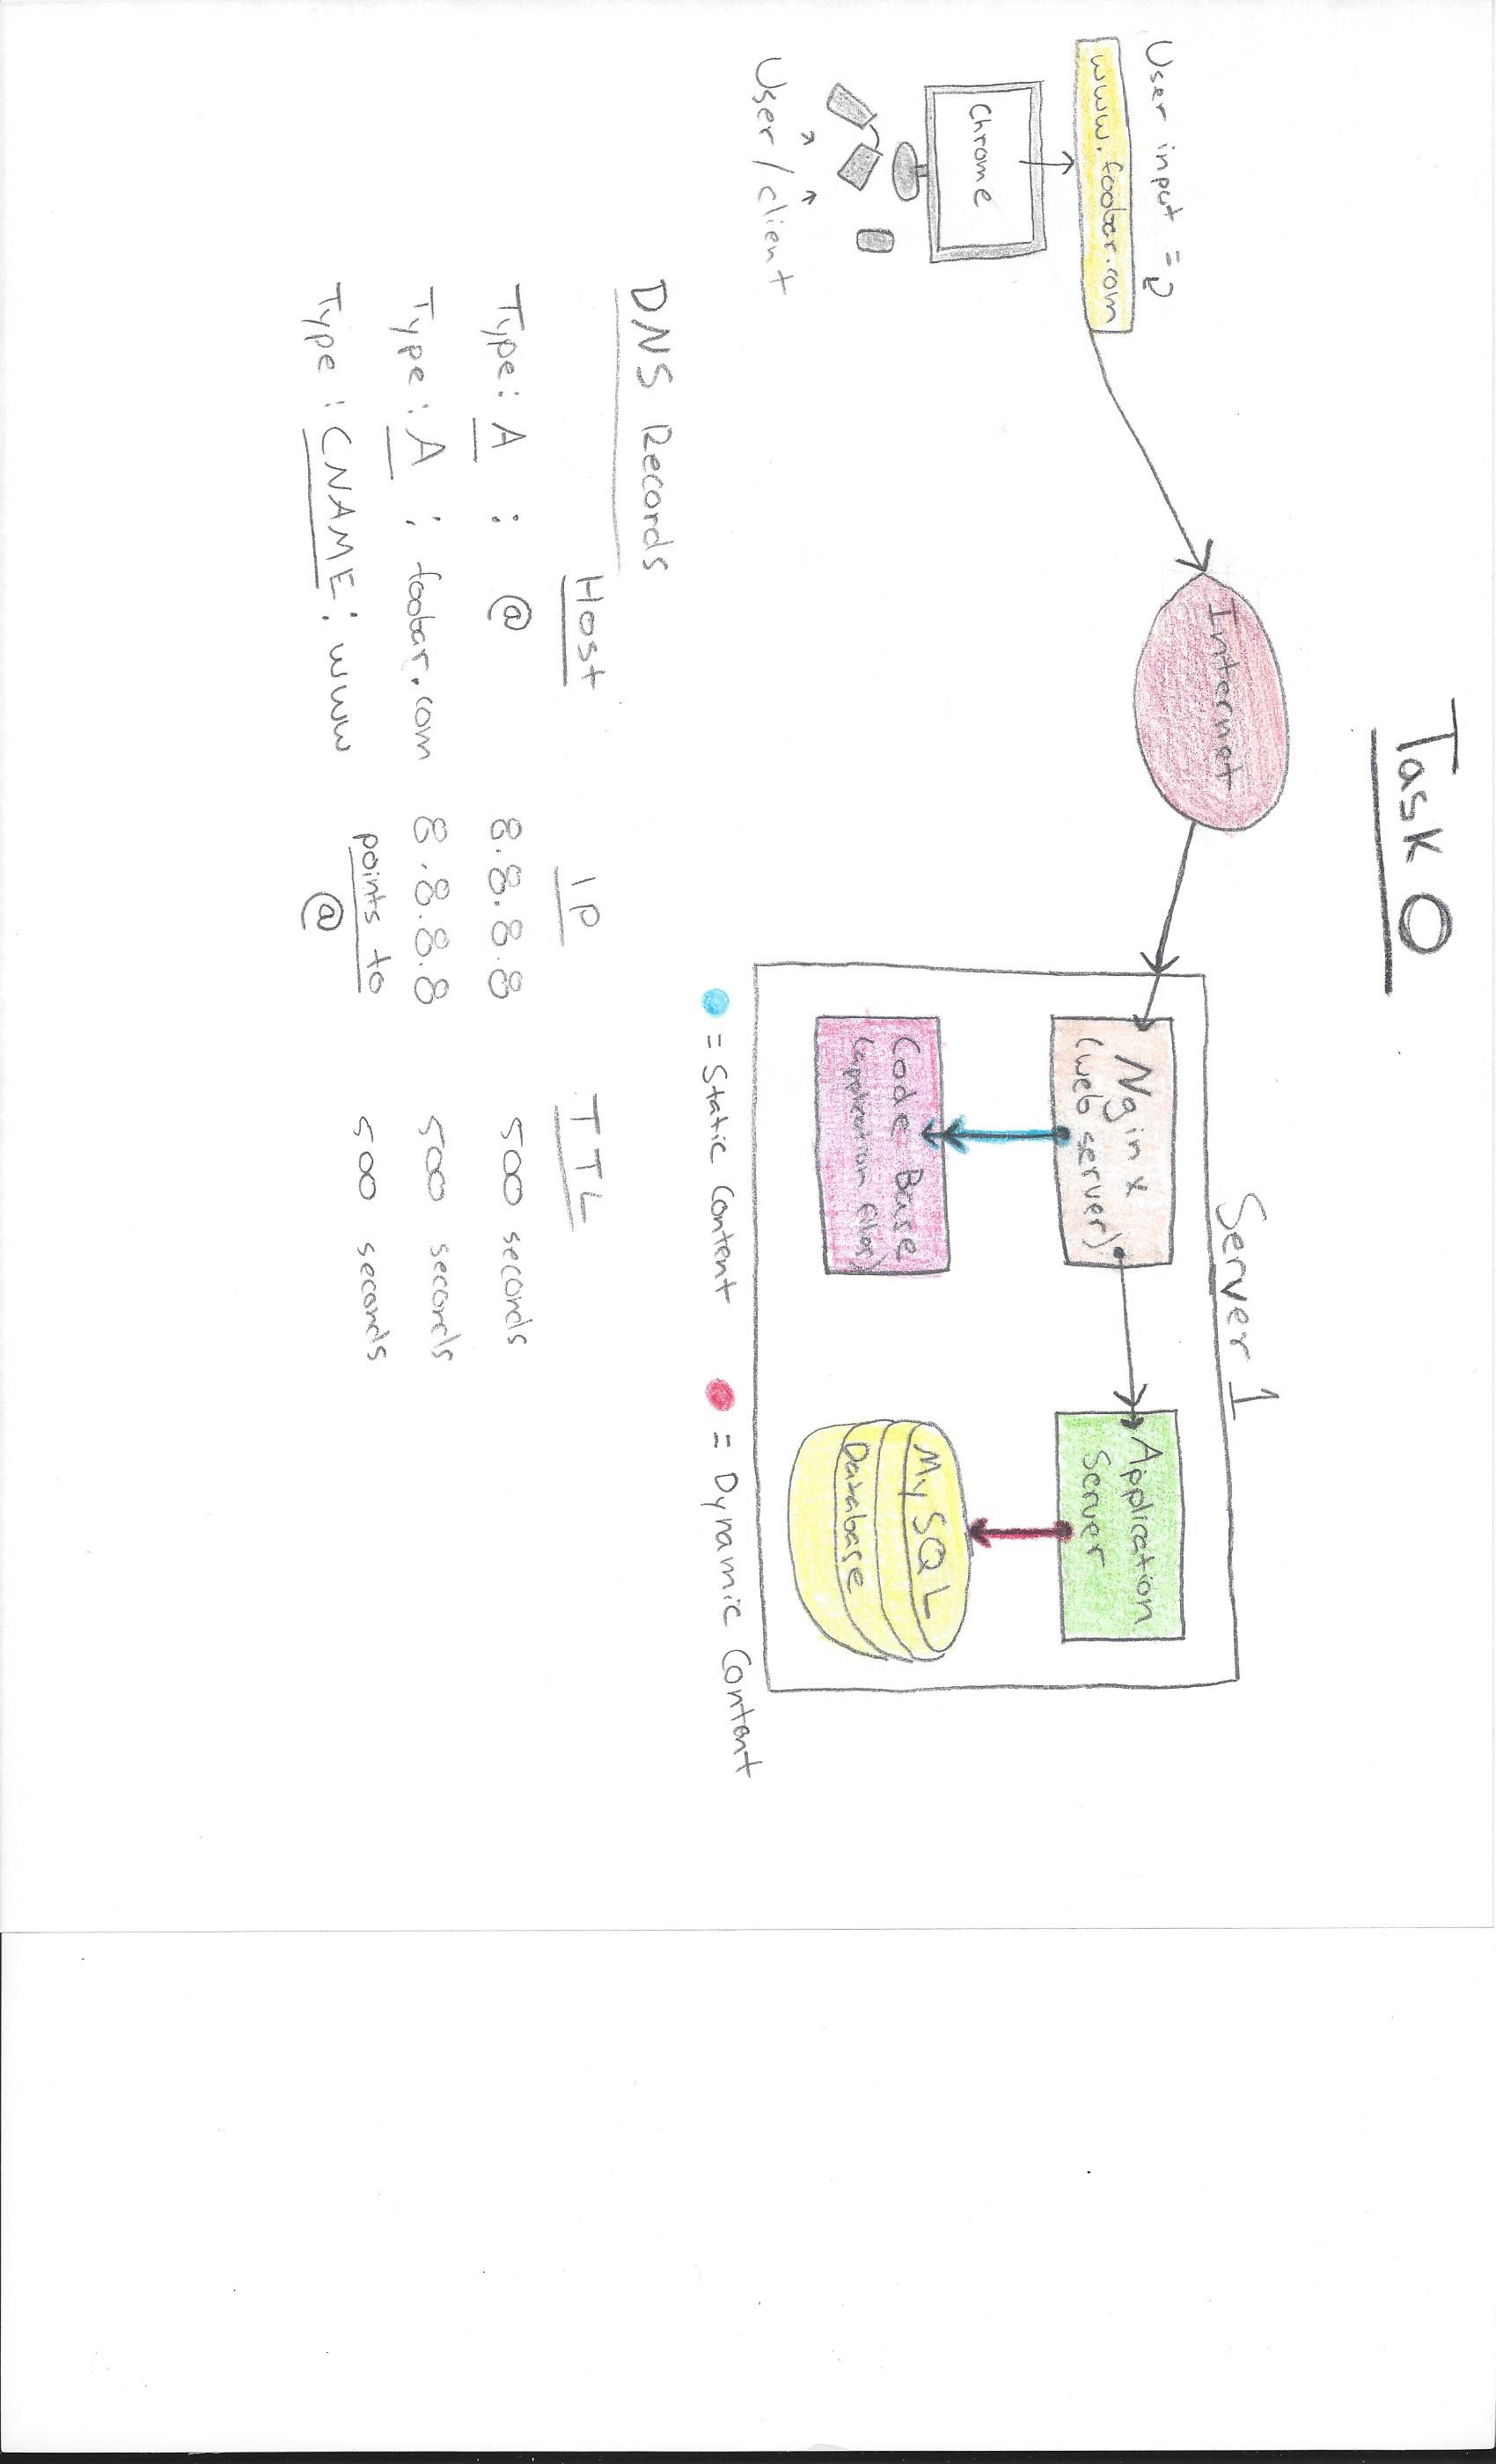 Task 0
User input =
www.foobar.com
Chrome
User/client
Internet
Server 1
Nginx
(web server)
Application
Server
Code Base
(application files)
MySQL
Database
= Static Content
= Dynamic Content
DNS Records
Host IP TTL
Type: A : @ 8.8.8.8 500 seconds
Type: A : foobar.com 8.8.8.8 500 seconds
Type: CNAME: www points to 500 seconds
@